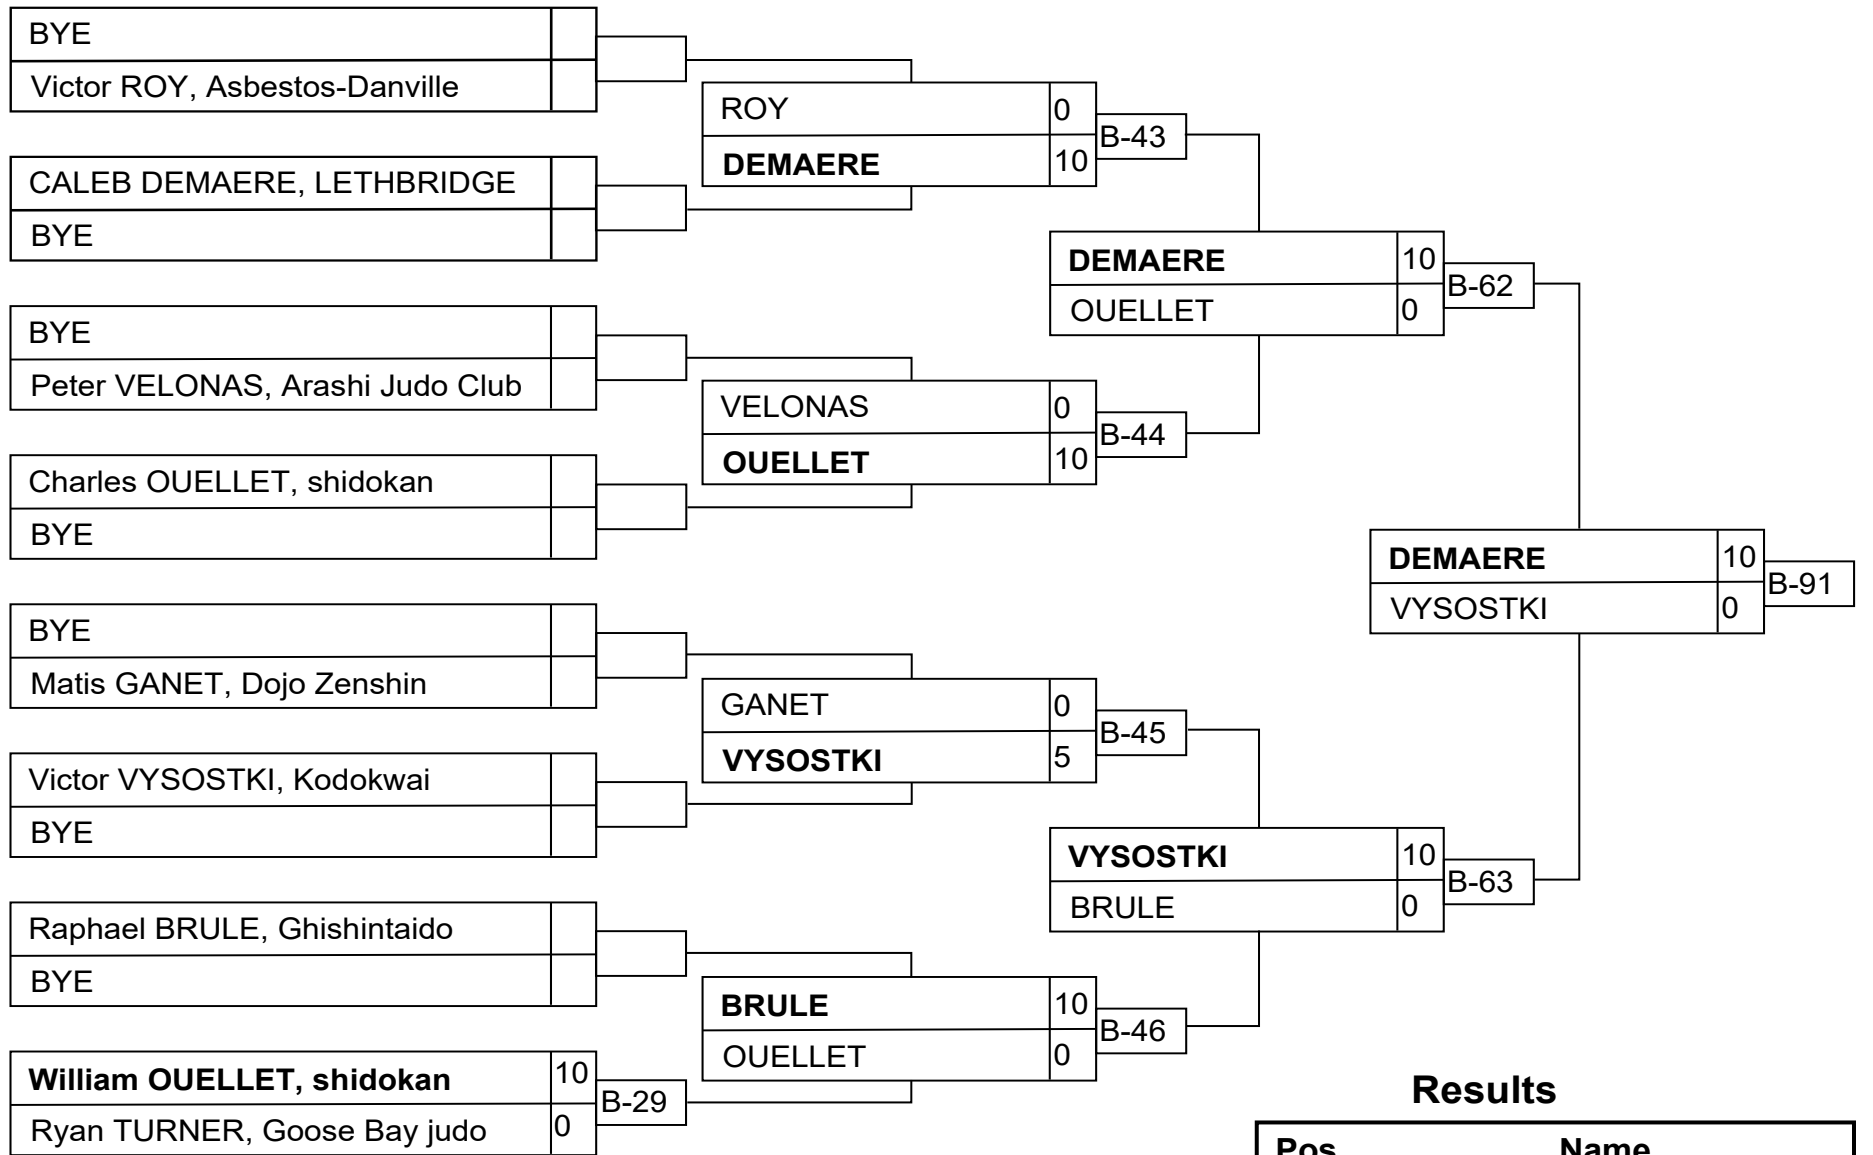 BYE
Victor ROY, Asbestos-Danville
CALEB DEMAERE, LETHBRIDGE
BYE
BYE
Peter VELONAS, Arashi Judo Club
Charles OUELLET, shidokan
BYE
BYE
Matis GANET, Dojo Zenshin
Victor VYSOSTKI, Kodokwai
BYE
Raphael BRULE, Ghishintaido
BYE
William OUELLET, shidokan 10
Ryan TURNER, Goose Bay judo 0
B-29
ROY 0
DEMAERE 10
B-43
VELONAS 0
OUELLET 10
B-44
GANET 0
VYSOSTKI 5
B-45
BRULE 10
OUELLET 0
B-46
DEMAERE 10
OUELLET 0
B-62
VYSOSTKI 10
BRULE 0
B-63
DEMAERE 10
VYSOSTKI 0
B-91
Results
Pos Name